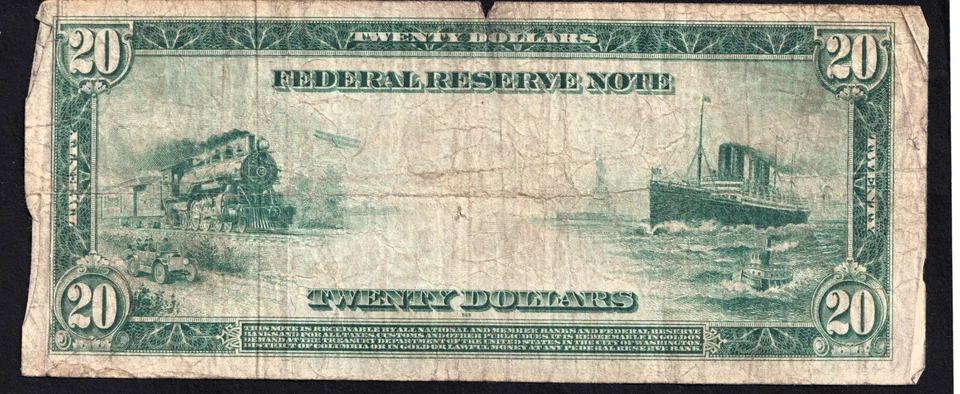 20 TWENTY DOLLARS 20
FEDERAL RESERVE NOTE
TWENTY
TWENTY
TWENTY DOLLARS
20 20
THIS NOTE IS RECEIVABLE BY ALL NATIONAL AND MEMBER BANKS AND FEDERAL RESERVE
BANKS AND FOR ALL TAXES, CUSTOMS AND OTHER PUBLIC DUES. IT IS REDEEMABLE IN GOLD ON
DEMAND AT THE TREASURY DEPARTMENT OF THE UNITED STATES IN THE CITY OF WASHINGTON
DISTRICT OF COLUMBIA OR IN GOLD OR LAWFUL MONEY AT ANY FEDERAL RESERVE BANK.